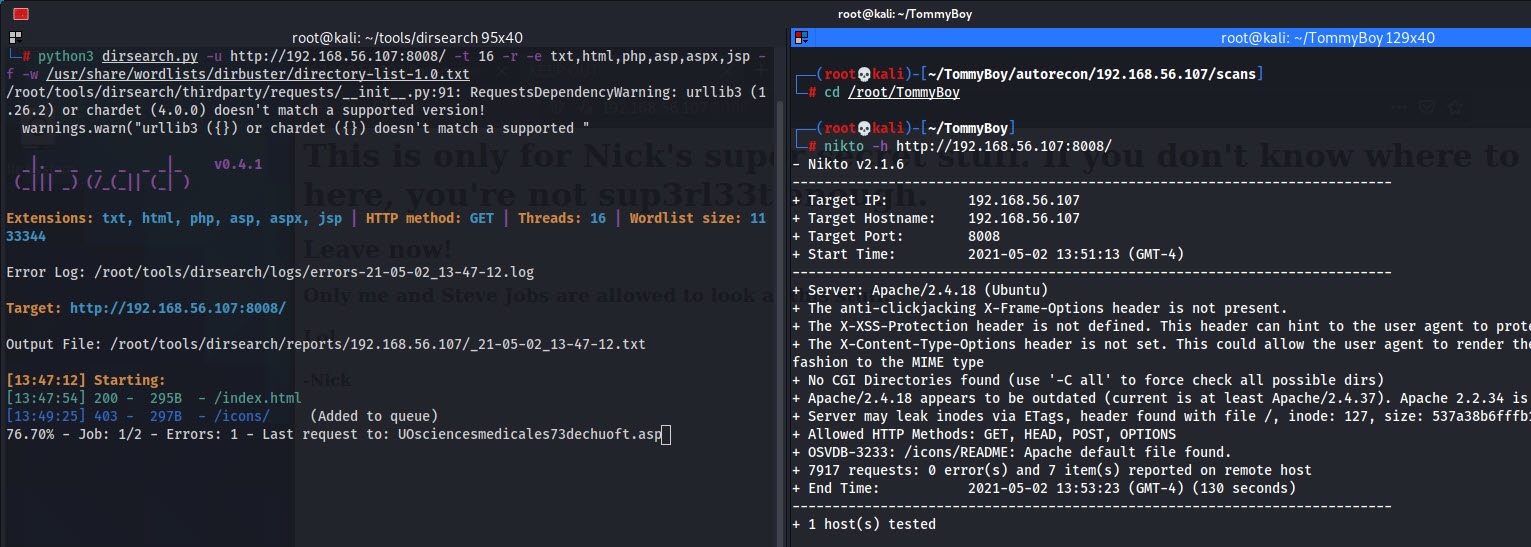 root@kali: ~/TommyBoy
root@kali: ~/tools/dirsearch 95x40
└─# python3 dirsearch.py -u http://192.168.56.107:8008/ -t 16 -r -e txt,html,php,asp,aspx,jsp -
f -w /usr/share/wordlists/dirbuster/directory-list-1.0.txt
/root/tools/dirsearch/thirdparty/requests/__init__.py:91: RequestsDependencyWarning: urllib3 (1
.26.2) or chardet (4.0.0) doesn't match a supported version!
warnings.warn("urllib3 ({}) or chardet ({}) doesn't match a supported "
v0.4.1
Extensions: txt, html, php, asp, aspx, jsp | HTTP method: GET | Threads: 16 | Wordlist size: 11
33344
Error Log: /root/tools/dirsearch/logs/errors-21-05-02_13-47-12.log
Target: http://192.168.56.107:8008/
Output File: /root/tools/dirsearch/reports/192.168.56.107/_21-05-02_13-47-12.txt
[13:47:12] Starting:
[13:47:54] 200 - 295B - /index.html
[13:49:25] 403 - 297B - /icons/ (Added to queue)
76.70% - Job: 1/2 - Errors: 1 - Last request to: UOsciencesmedicales73dechuoft.asp
root@kali: ~/TommyBoy 129x40
┌──(root💀kali)-[~/TommyBoy/autorecon/192.168.56.107/scans]
└─# cd /root/TommyBoy
┌──(root💀kali)-[~/TommyBoy]
└─# nikto -h http://192.168.56.107:8008/
- Nikto v2.1.6
---------------------------------------------------------------------------
+ Target IP: 192.168.56.107
+ Target Hostname: 192.168.56.107
+ Target Port: 8008
+ Start Time: 2021-05-02 13:51:13 (GMT-4)
---------------------------------------------------------------------------
+ Server: Apache/2.4.18 (Ubuntu)
+ The anti-clickjacking X-Frame-Options header is not present.
+ The X-XSS-Protection header is not defined. This header can hint to the user agent to prote
+ The X-Content-Type-Options header is not set. This could allow the user agent to render the
fashion to the MIME type
+ No CGI Directories found (use '-C all' to force check all possible dirs)
+ Apache/2.4.18 appears to be outdated (current is at least Apache/2.4.37). Apache 2.2.34 is
+ Server may leak inodes via ETags, header found with file /, inode: 127, size: 537a38b6fffb1
+ Allowed HTTP Methods: GET, HEAD, POST, OPTIONS
+ OSVDB-3233: /icons/README: Apache default file found.
+ 7917 requests: 0 error(s) and 7 item(s) reported on remote host
+ End Time: 2021-05-02 13:53:23 (GMT-4) (130 seconds)
---------------------------------------------------------------------------
+ 1 host(s) tested
This is only for Nick's sup stuff. If you don't know where to
here, you're not sup3rl33t enough.
Leave now!
Only me and Steve Jobs are allowed to look a
-Nick